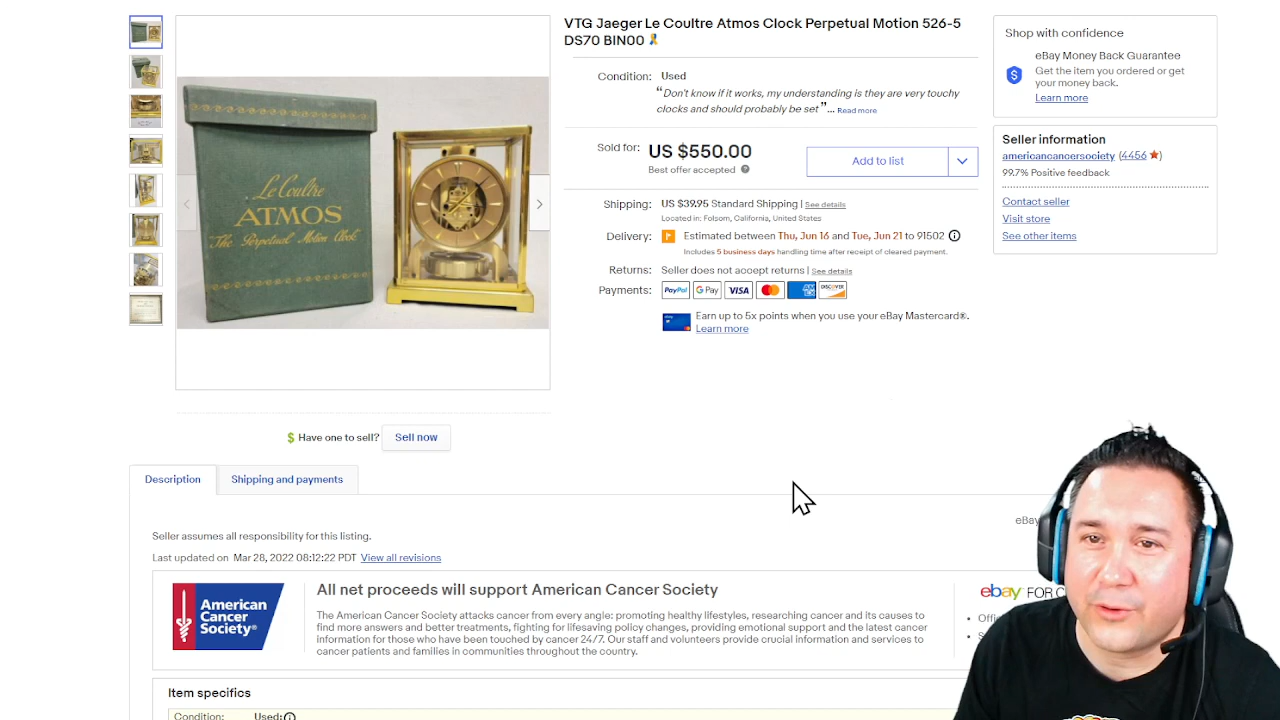 VTG Jaeger Le Coultre Atmos Clock Perpetual Motion 526-5
DS70 BIN00
Condition: Used
“Don't know if it works, my understanding is they are very touchy
clocks and should probably be set”... Read more
Sold for: US $550.00
Best offer accepted
Add to list
Shipping: US $39.95 Standard Shipping | See details
Located in: Folsom, California, United States
Delivery: Estimated between Thu, Jun 16 and Tue, Jun 21 to 91502
Includes 5 business days handling time after receipt of cleared payment.
Returns: Seller does not accept returns | See details
Payments: PayPal G Pay VISA DISCOVER
Earn up to 5x points when you use your eBay Mastercard®.
Learn more
Shop with confidence
eBay Money Back Guarantee
Get the item you ordered or get
your money back.
Learn more
Seller information
americancancersociety (4456)
99.7% Positive feedback
Contact seller
Visit store
See other items
LeCoultre
ATMOS
"The Perpetual Motion Clock"
$ Have one to sell? Sell now
Description
Shipping and payments
eBay
Seller assumes all responsibility for this listing.
Last updated on Mar 28, 2022 08:12:22 PDT View all revisions
American
Cancer
Society®
All net proceeds will support American Cancer Society
The American Cancer Society attacks cancer from every angle: promoting healthy lifestyles, researching cancer and its causes to
find more answers and better treatments, fighting for lifesaving policy changes, providing emotional support and the latest cancer
information for those who have been touched by cancer 24/7. Our staff and volunteers provide crucial information and services to
cancer patients and families in communities throughout the country.
ebay FOR C
• Offi
• S
Item specifics
Condition: Used: